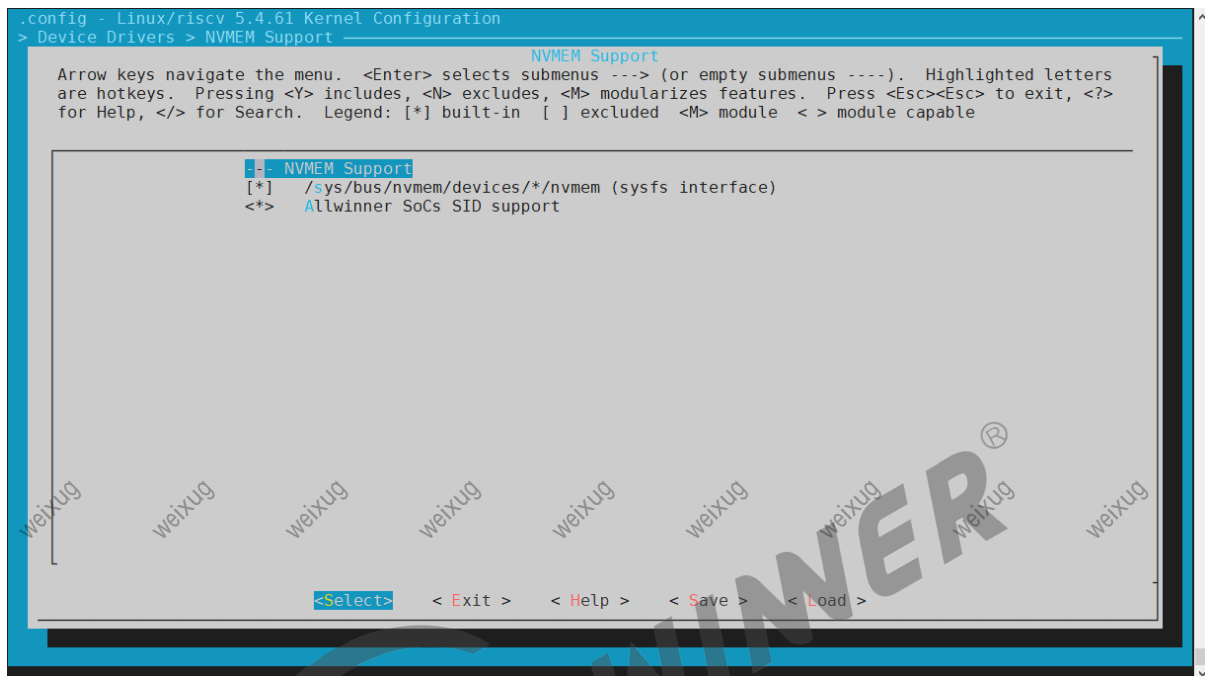 .config - Linux/riscv 5.4.61 Kernel Configuration
> Device Drivers > NVMEM Support
NVMEM Support
Arrow keys navigate the menu. <Enter> selects submenus ---> (or empty submenus ----). Highlighted letters
are hotkeys. Pressing <Y> includes, <N> excludes, <M> modularizes features. Press <Esc><Esc> to exit, <?>
for Help, </> for Search. Legend: [*] built-in [ ] excluded <M> module < > module capable
--- NVMEM Support
[*] /sys/bus/nvmem/devices/*/nvmem (sysfs interface)
<*> Allwinner SoCs SID support
weixug weixug weixug weixug weixug weixug weixug weixug weixug
WINNER®
<Select> < Exit > < Help > < Save > < Load >